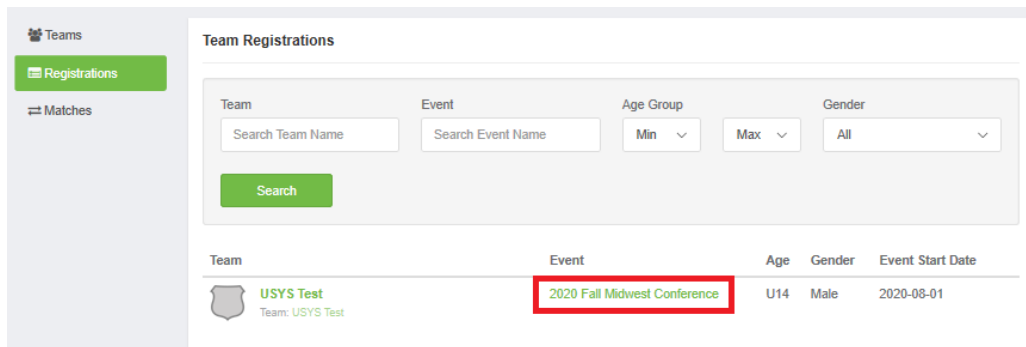 Teams
Registrations
Matches
Team Registrations
Team Event Age Group Gender
Search Team Name Search Event Name Min Max All
Search
Team Event Age Gender Event Start Date
USYS Test 2020 Fall Midwest Conference U14 Male 2020-08-01
Team: USYS Test